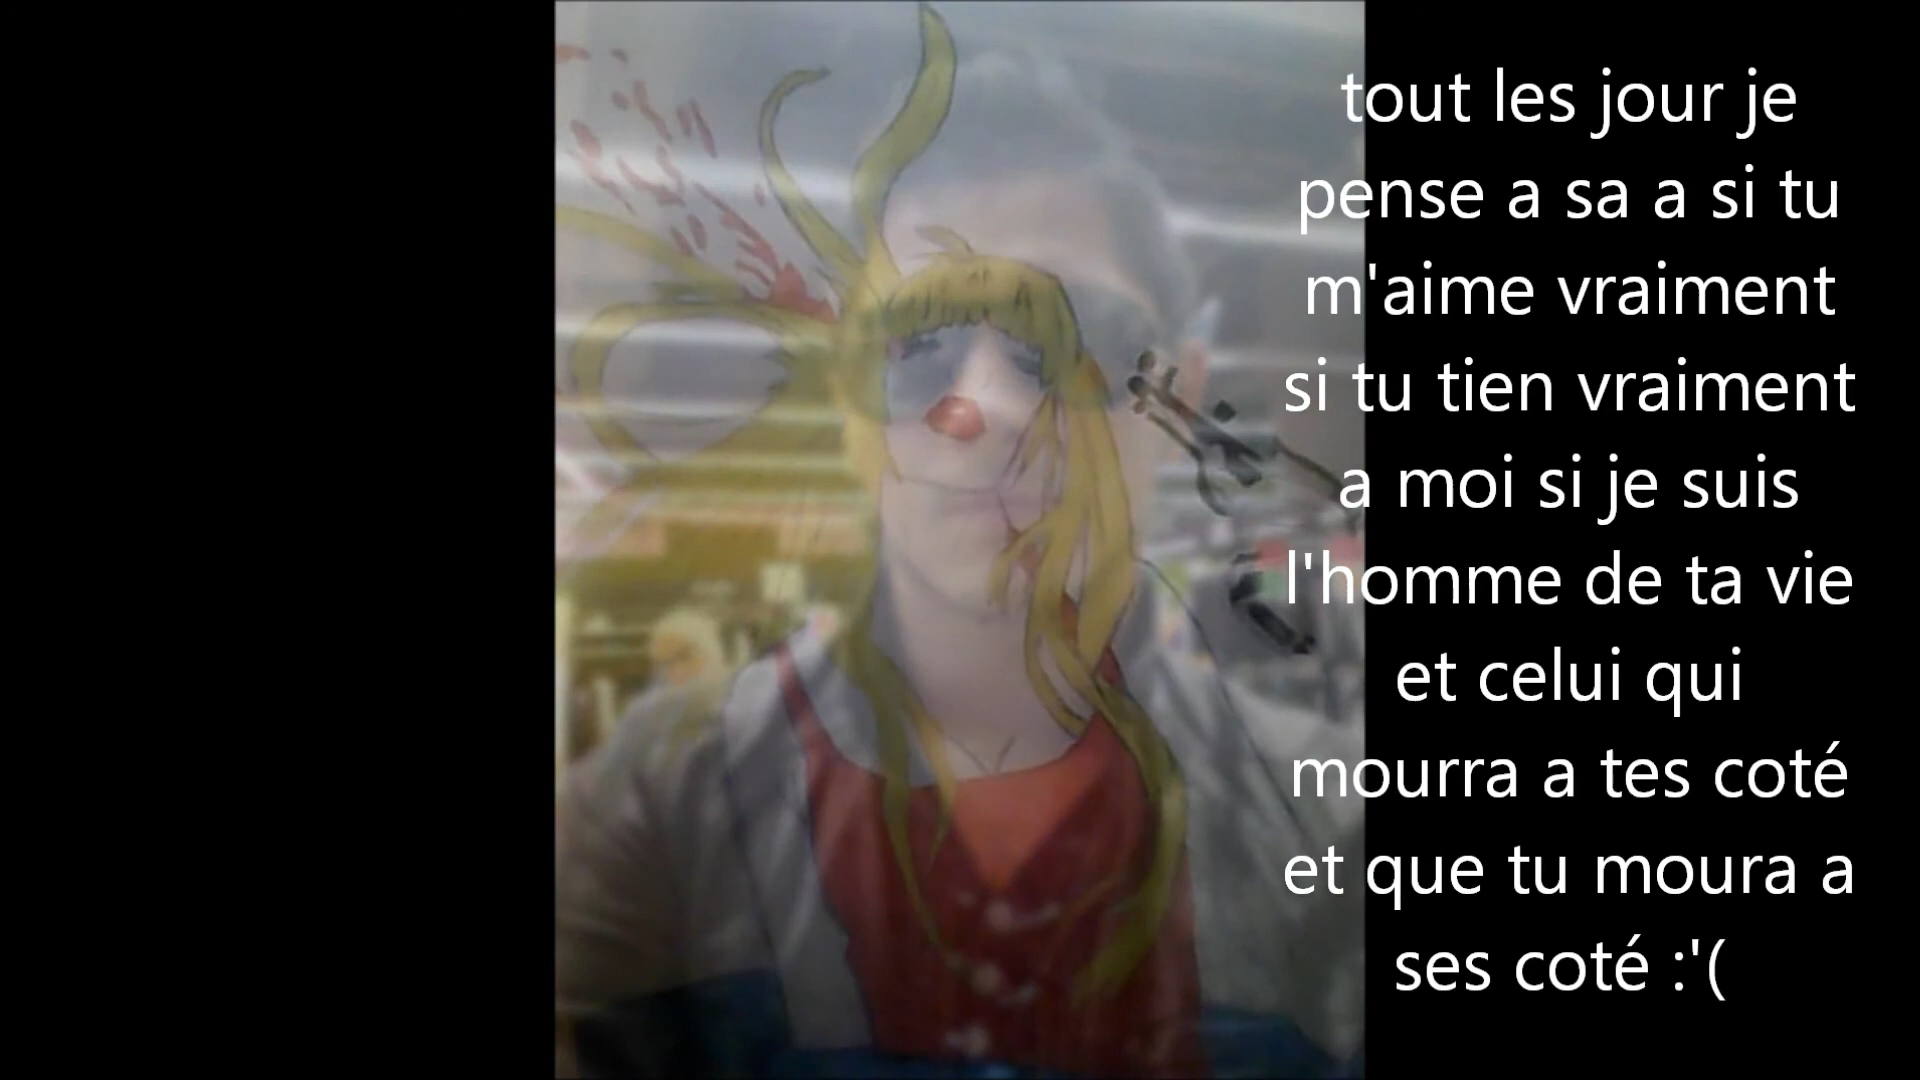 tout les jour je
pense a sa a si tu
m'aime vraiment
si tu tien vraiment
a moi si je suis
l'homme de ta vie
et celui qui
mourra a tes coté
et que tu moura a
ses coté :'(